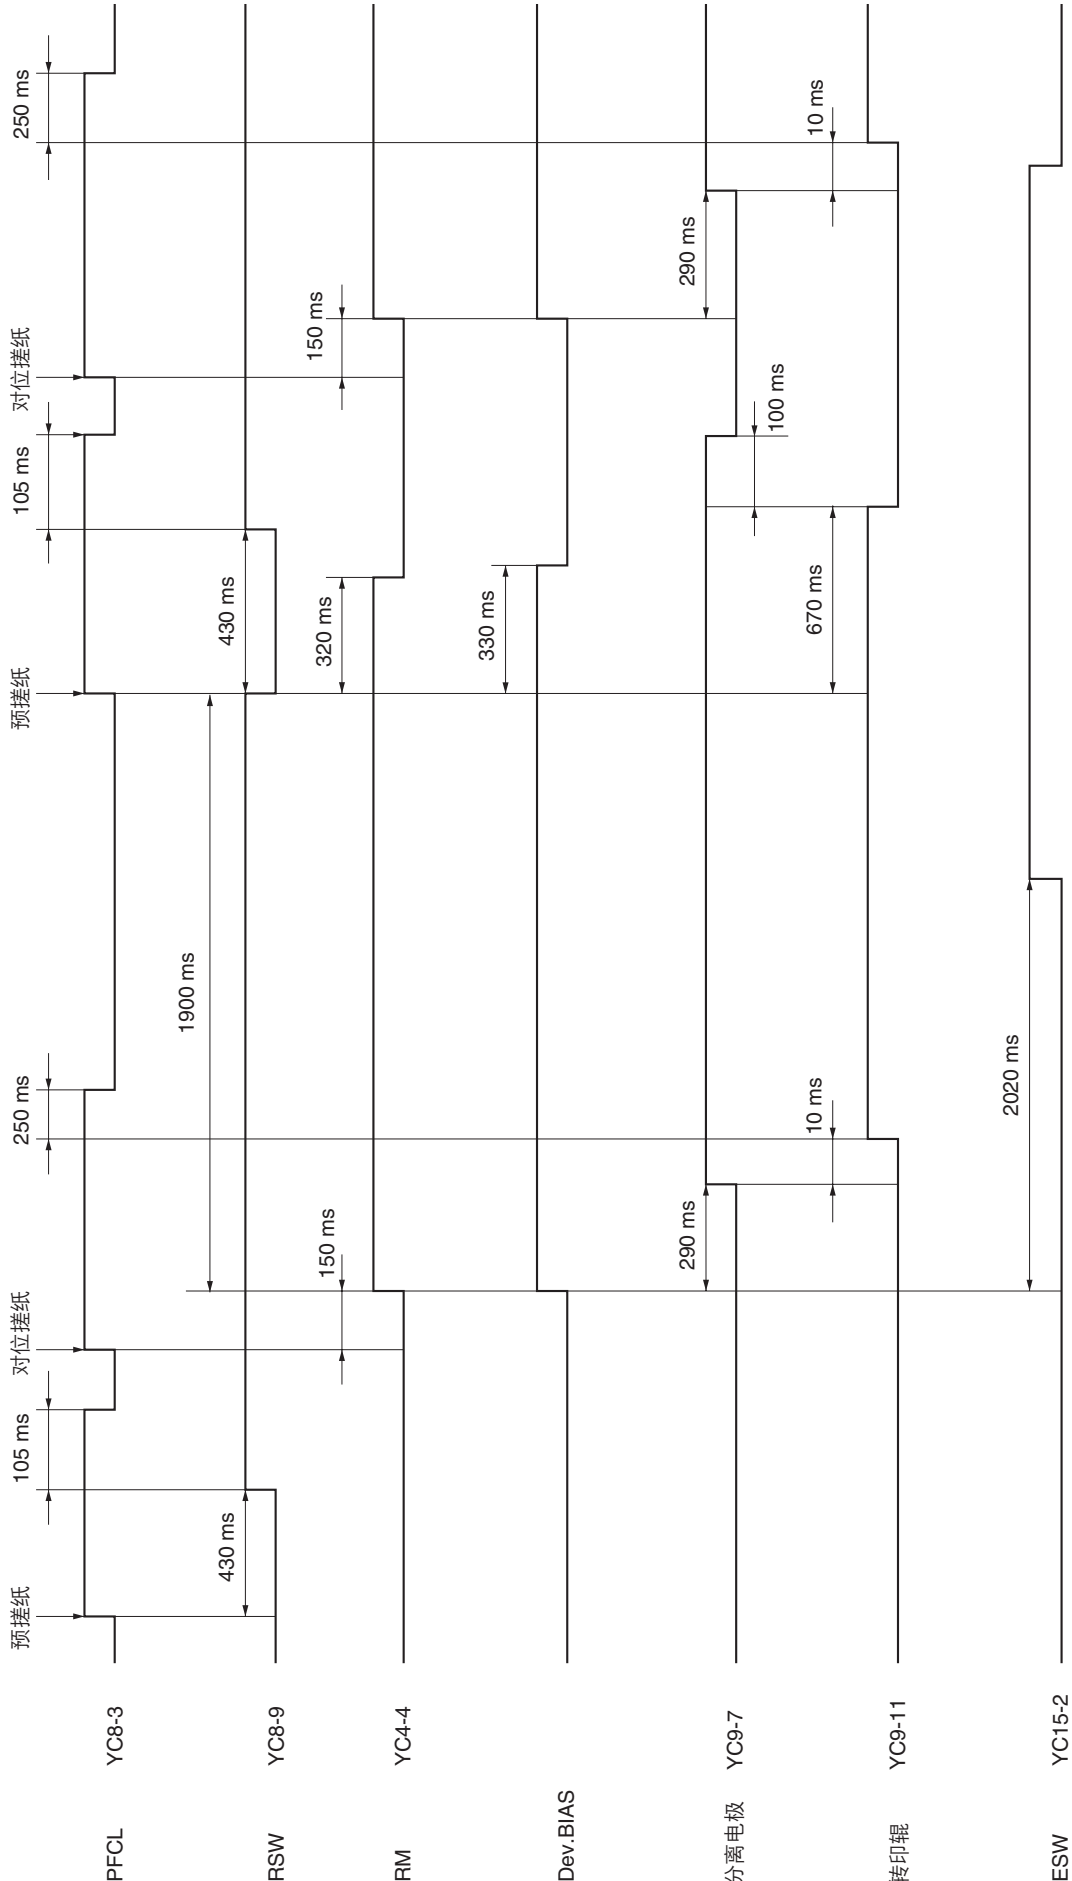 预搓纸
105 ms
对位搓纸
250 ms
预搓纸
105 ms
对位搓纸
250 ms
PFCL YC8-3
1900 ms
430 ms
430 ms
RSW YC8-9
150 ms
320 ms
150 ms
RM YC4-4
330 ms
Dev.BIAS
290 ms
290 ms
100 ms
分离电极 YC9-7
10 ms
670 ms
10 ms
转印辊 YC9-11
2020 ms
ESW YC15-2